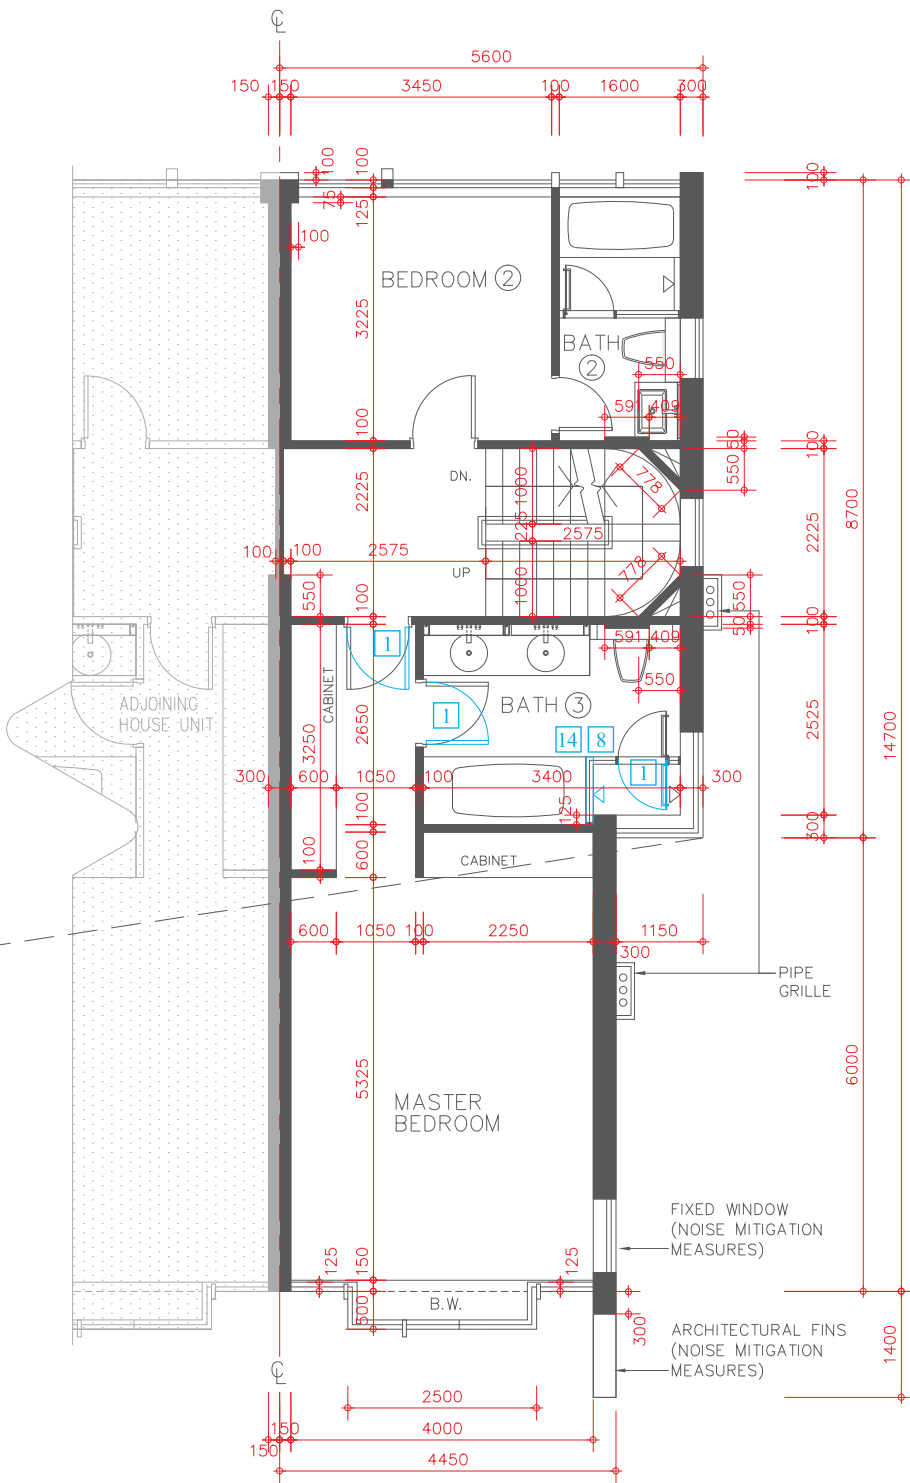 ℄
5600
150 150 3450 100 1600 300
100 100 100
75 125
100
BEDROOM 2
3225
BATH
2
550
591 409
8700
100
50
100
550
DN.
2225
1000
778
225
2575
2225
100 100 2575
UP
778
1000
550
100
550
50
100
591 409
1
CABINET
ADJOINING
HOUSE UNIT
1
BATH 3
550
14 8
2650
3250
2525
14700
1
300 600 1050 100 3400 300
100
125
300
100
600
CABINET
600 1050 100 2250 1150
300
PIPE
GRILLE
5325
6000
MASTER
BEDROOM
FIXED WINDOW
(NOISE MITIGATION
MEASURES)
125 150 125
B.W.
500
300
ARCHITECTURAL FINS
(NOISE MITIGATION
MEASURES)
1400
℄
2500
150 4000
150
4450